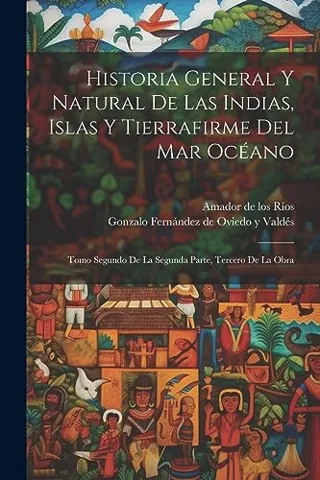 Historia General Y
Natural De Las Indias,
Islas Y Tierrafirme Del
Mar Océano
Amador de los Rios
Gonzalo Fernández de Oviedo y Valdés
Tomo Segundo De La Segunda Parte, Tercero De La Obra